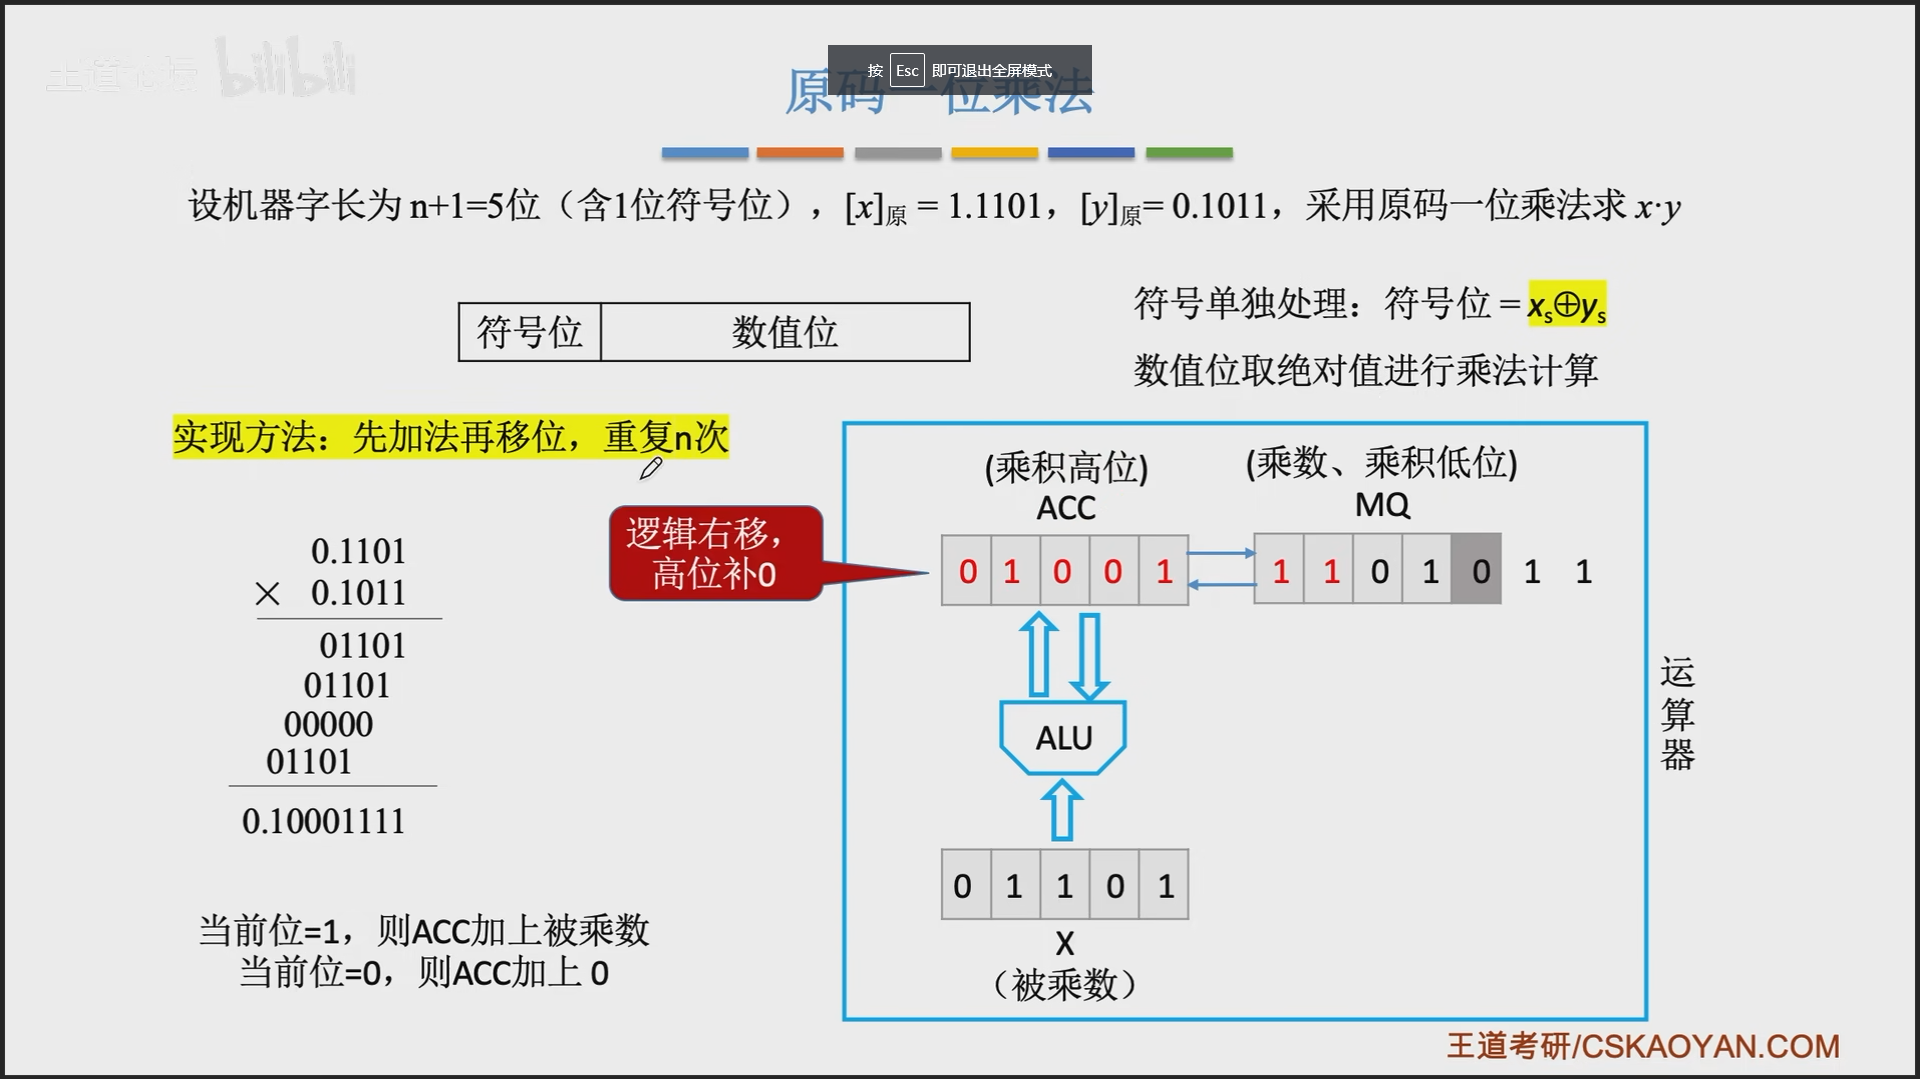 王道论坛 bilibili
按 Esc 即可退出全屏模式
原码一位乘法
设机器字长为 n+1=5位（含1位符号位），[x]原 = 1.1101，[y]原= 0.1011，采用原码一位乘法求 x·y
符号位 数值位
符号单独处理：符号位 = xs⊕ys
数值位取绝对值进行乘法计算
实现方法：先加法再移位，重复n次
0.1101
× 0.1011
01101
01101
00000
01101
0.10001111
当前位=1，则ACC加上被乘数
当前位=0，则ACC加上 0
逻辑右移，
高位补0
(乘积高位)
ACC
(乘数、乘积低位)
MQ
0 1 0 0 1
1 1 0 1 0 1 1
ALU
0 1 1 0 1
X
（被乘数）
运算器
王道考研/CSKAOYAN.COM